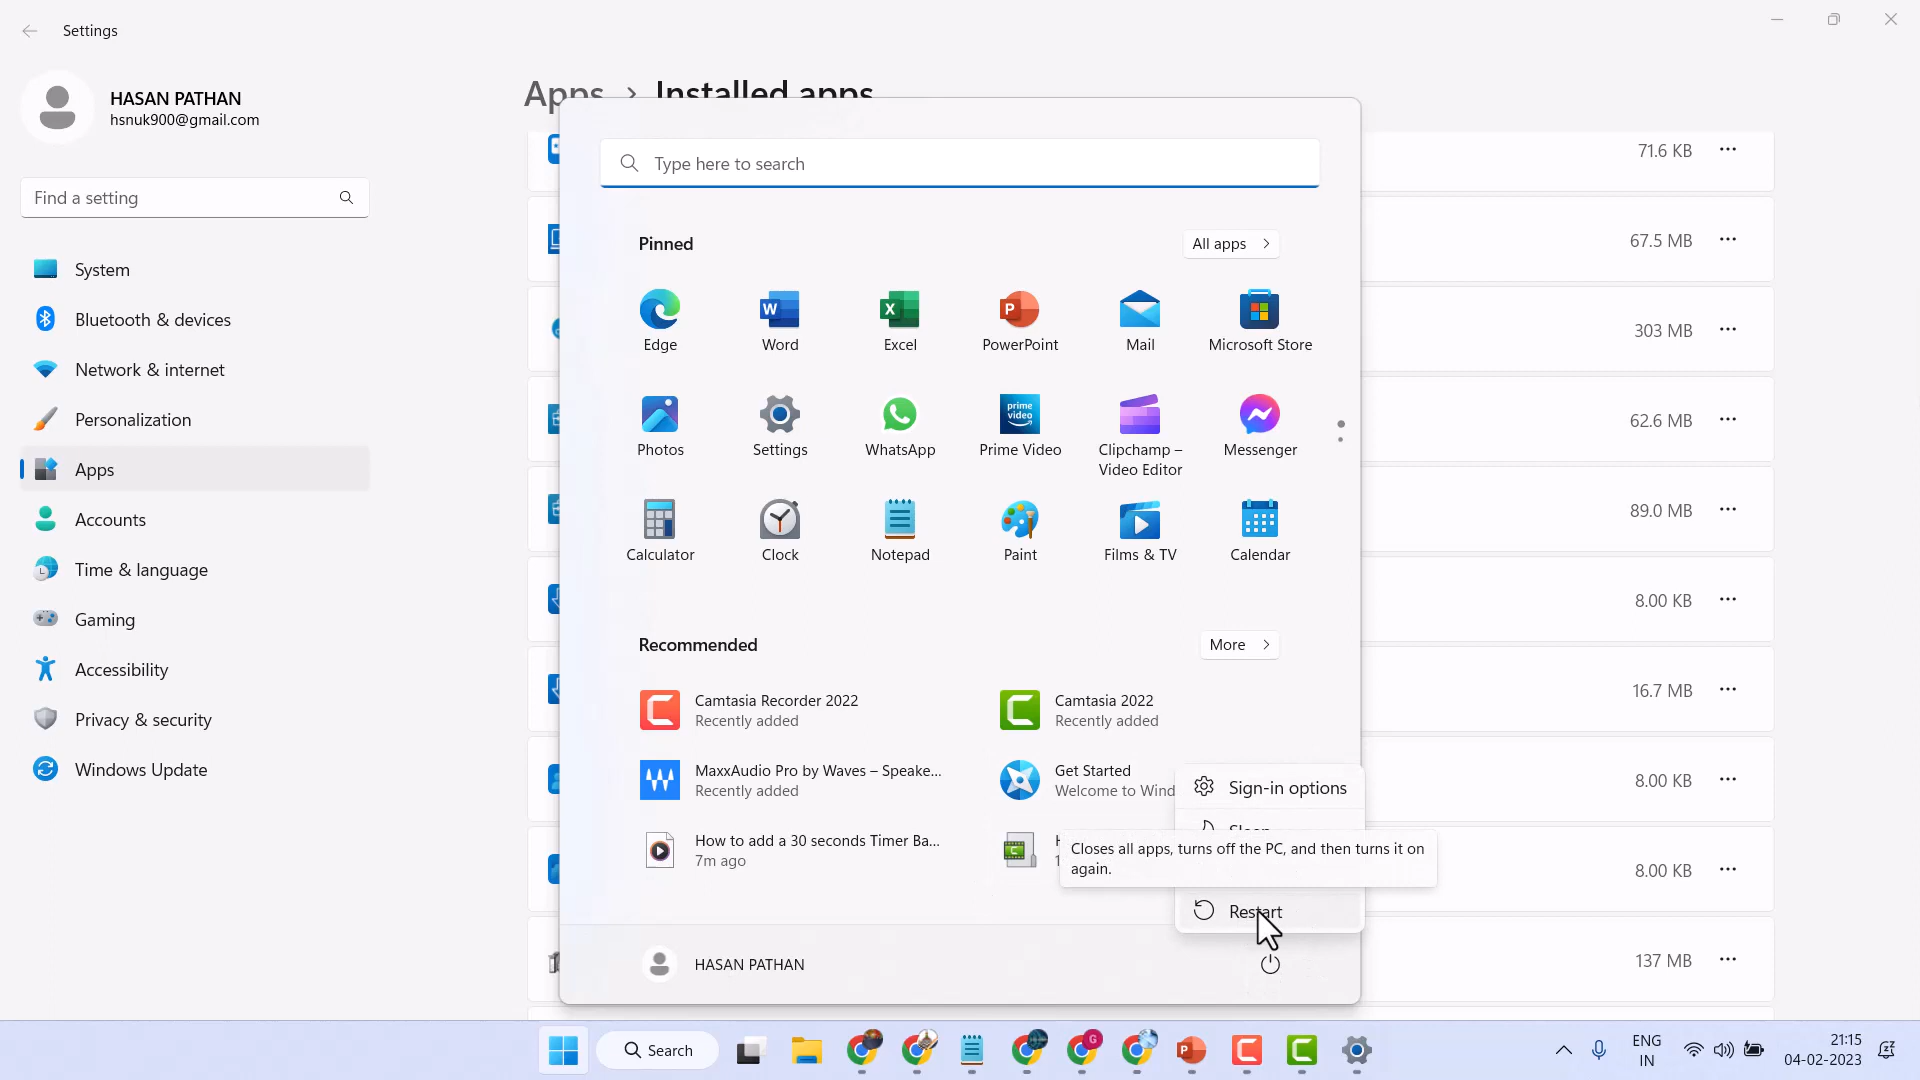 Settings
HASAN PATHAN
hsnuk900@gmail.com
Find a setting
System
Bluetooth & devices
Network & internet
Personalization
Apps
Accounts
Time & language
Gaming
Accessibility
Privacy & security
Windows Update
Apps > Installed apps
71.6 KB
67.5 MB
303 MB
62.6 MB
89.0 MB
8.00 KB
16.7 MB
8.00 KB
8.00 KB
137 MB
Type here to search
Pinned
All apps >
Edge
Word
Excel
PowerPoint
Mail
Microsoft Store
Photos
Settings
WhatsApp
prime video
Prime Video
Clipchamp –
Video Editor
Messenger
Calculator
Clock
Notepad
Paint
Films & TV
Calendar
Recommended
More >
Camtasia Recorder 2022
Recently added
Camtasia 2022
Recently added
MaxxAudio Pro by Waves – Speake...
Recently added
Get Started
Welcome to Wind
How to add a 30 seconds Timer Ba...
7m ago
Sign-in options
Sleep
Closes all apps, turns off the PC, and then turns it on
again.
Restart
HASAN PATHAN
Search
ENG
IN
21:15
04-02-2023